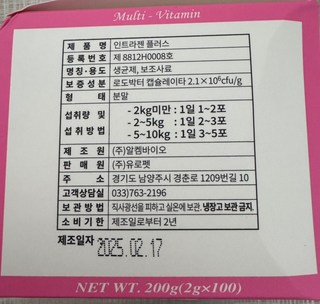 Multi - Vitamin
제 품 명 인트라젠 플러스
등 록 번 호 제 8812H0008호
명칭·용도 생균제, 보조사료
보 증 성 분 로도박터 캡슐레이타 2.1×10⁶cfu/g
형 태 분말
섭취량 및 - 2kg미만 : 1일 1~2포
섭 취 방 법 - 2~5kg : 1일 2~3포
- 5~10kg : 1일 3~5포
제 조 원 (주)알켐바이오
판 매 원 (주)유로펫
주 소 경기도 남양주시 경춘로 1209번길 10
고객상담실 033)763-2196
보 관 방 법 직사광선을 피하고 실온에 보관. 냉장고 보관 금지.
소 비 기 한 제조일로부터 2년
제조일자 2025.02.17
NET WT. 200g(2g×100)